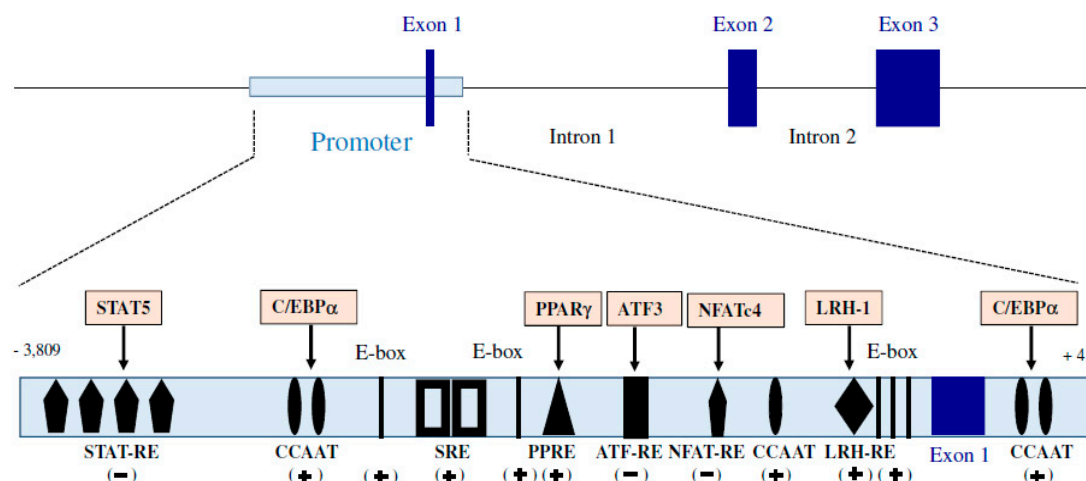 Exon 1 Exon 2 Exon 3
Promoter Intron 1 Intron 2
STAT5 C/EBPα PPARγ ATF3 NFATc4 LRH-1 C/EBPα
- 3,809 E-box E-box E-box + 4
STAT-RE CCAAT SRE PPRE ATF-RE NFAT-RE CCAAT LRH-RE Exon 1 CCAAT
(-) (+) (+) (+) (+) (+) (-) (-) (+) (+) (+) (+)